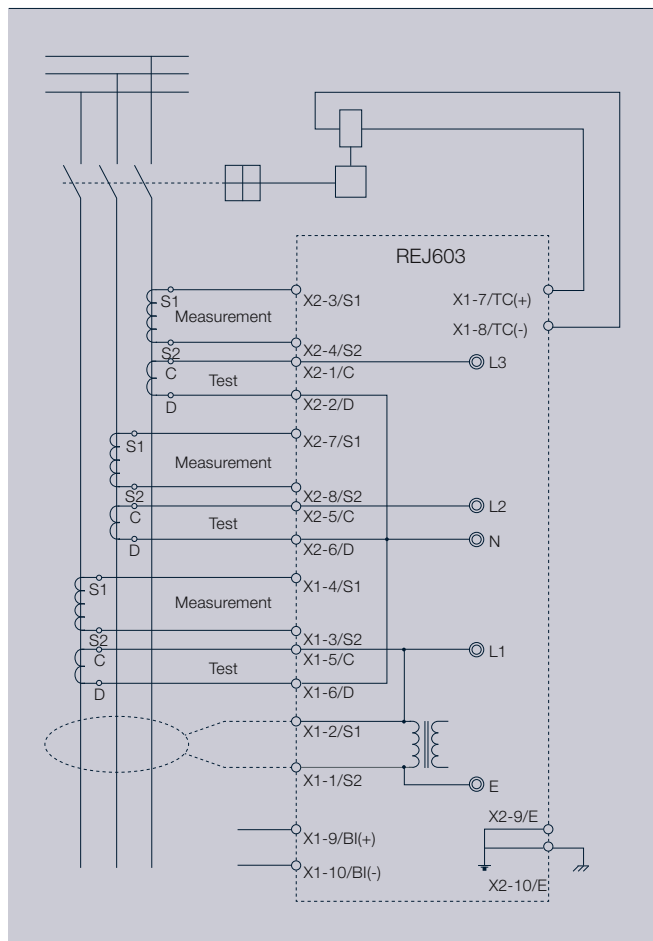 REJ603
X1-7/TC(+)
X1-8/TC(-)
S1
Measurement
X2-3/S1
S2
X2-4/S2
C
Test
X2-1/C
L3
D
X2-2/D
S1
Measurement
X2-7/S1
S2
X2-8/S2
C
Test
X2-5/C
L2
D
X2-6/D
N
S1
Measurement
X1-4/S1
S2
X1-3/S2
C
Test
X1-5/C
L1
D
X1-6/D
X1-2/S1
X1-1/S2
E
X1-9/BI(+)
X1-10/BI(-)
X2-9/E
X2-10/E